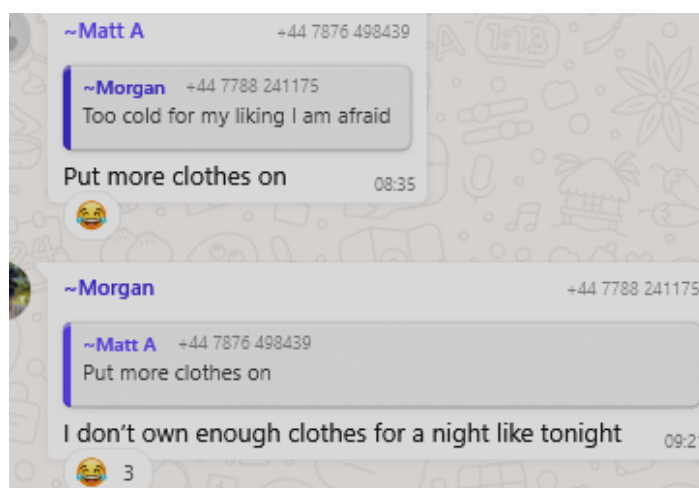 ~Matt A +44 7876 498439
~Morgan +44 7788 241175
Too cold for my liking I am afraid
Put more clothes on 08:35
~Morgan +44 7788 241175
~Matt A +44 7876 498439
Put more clothes on
I don't own enough clothes for a night like tonight 09:21
😂 3